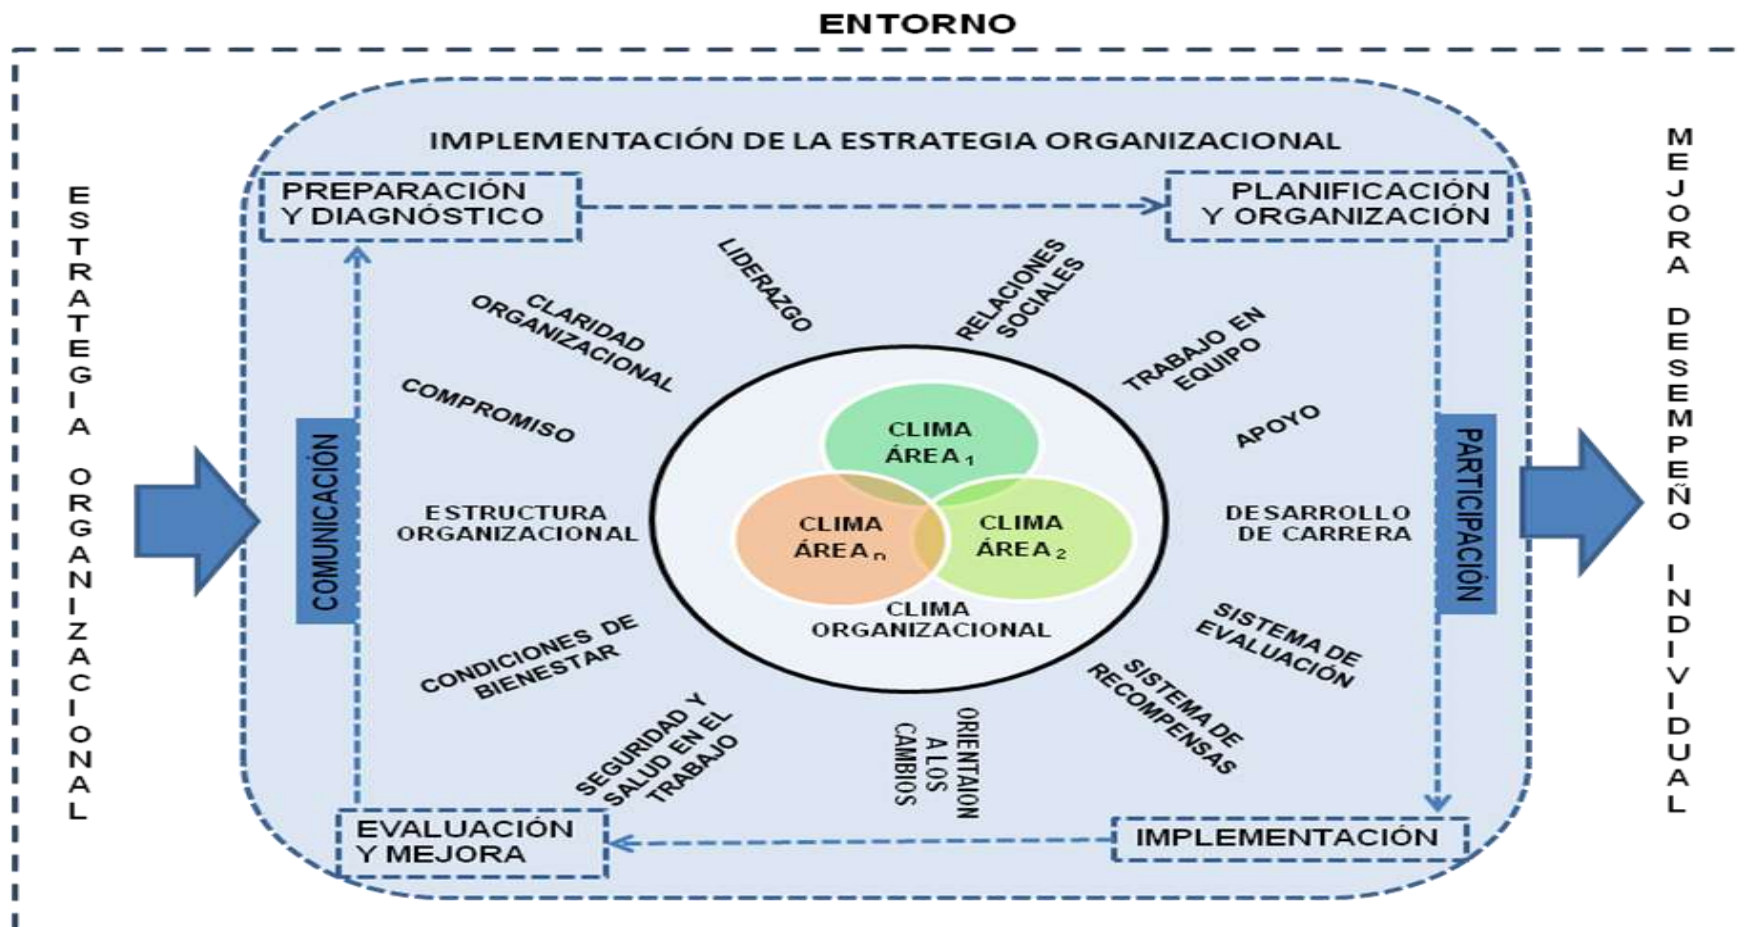 ENTORNO
ESTRATEGIA ORGANIZACIONAL
IMPLEMENTACIÓN DE LA ESTRATEGIA ORGANIZACIONAL
PREPARACIÓN
Y DIAGNÓSTICO
PLANIFICACIÓN
Y ORGANIZACIÓN
LIDERAZGO
RELACIONES
SOCIALES
CLARIDAD
ORGANIZACIONAL
TRABAJO EN
EQUIPO
COMPROMISO
APOYO
COMUNICACIÓN
ESTRUCTURA
ORGANIZACIONAL
CLIMA
ÁREA 1
CLIMA
ÁREA n
CLIMA
ÁREA 2
CLIMA
ORGANIZACIONAL
DESARROLLO
DE CARRERA
PARTICIPACIÓN
CONDICIONES DE
BIENESTAR
SISTEMA DE
EVALUACIÓN
SEGURIDAD Y
SALUD EN EL
TRABAJO
ORIENTAION
A LOS
CAMBIOS
SISTEMA DE
RECOMPENSAS
EVALUACIÓN
Y MEJORA
IMPLEMENTACIÓN
MEJORA DESEMPEÑO INDIVIDUAL